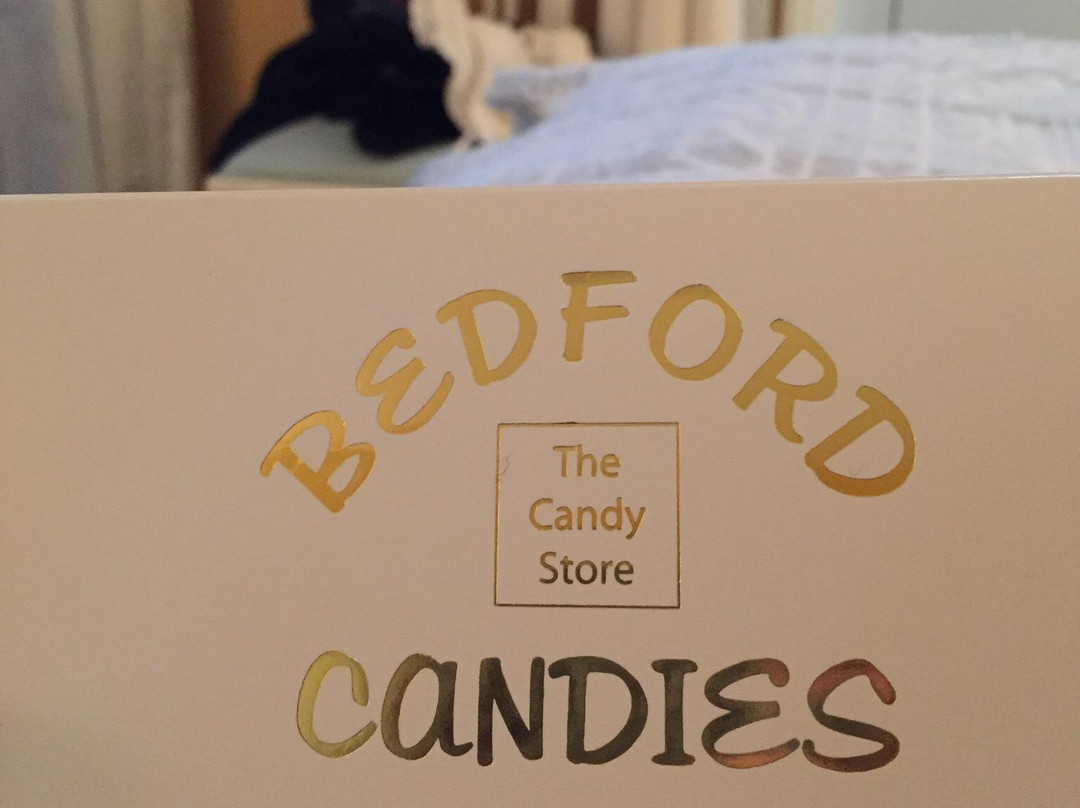 BEDFORD
The
Candy
Store
CANDIES